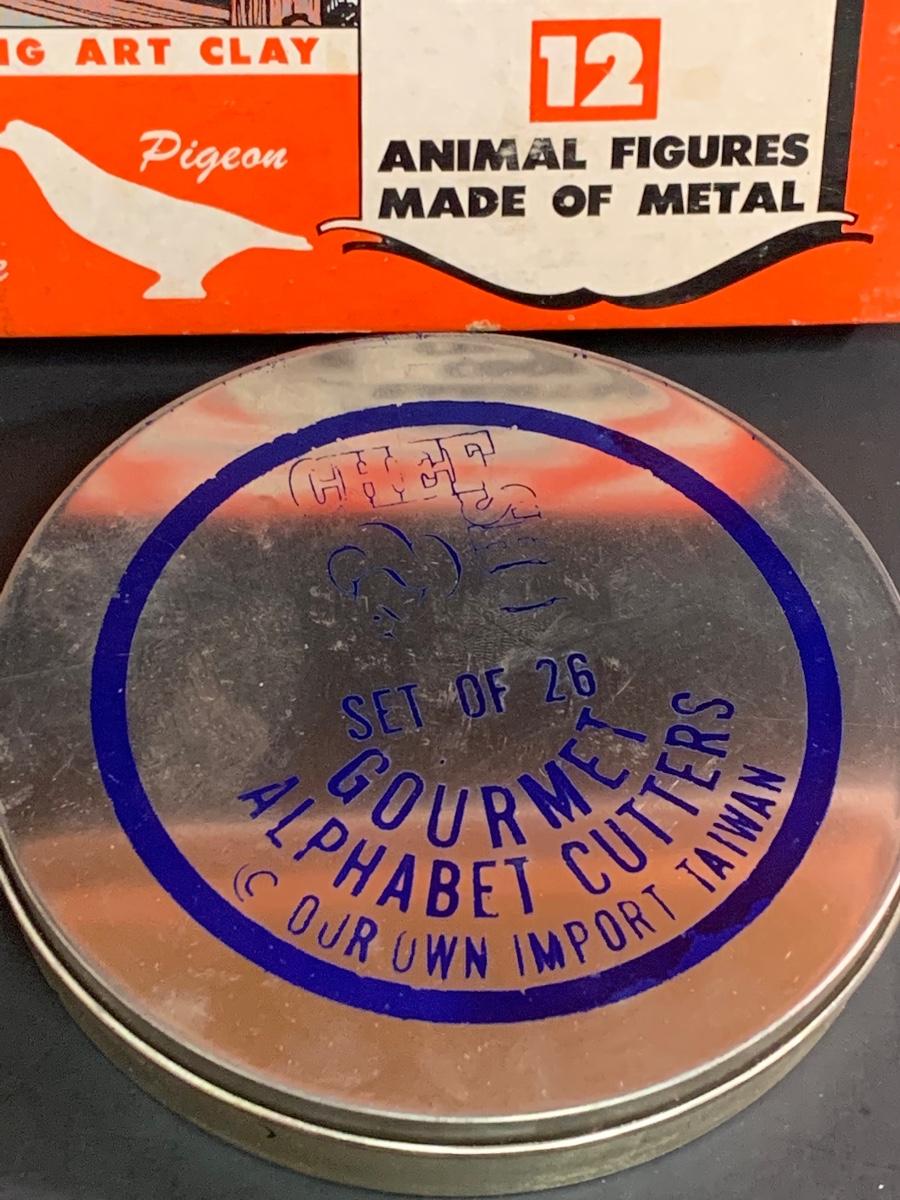 ART CLAY
12
ANIMAL FIGURES
MADE OF METAL
Pigeon
CHEF'S
SET OF 26
GOURMET
ALPHABET CUTTERS
© OUR OWN IMPORT TAIWAN